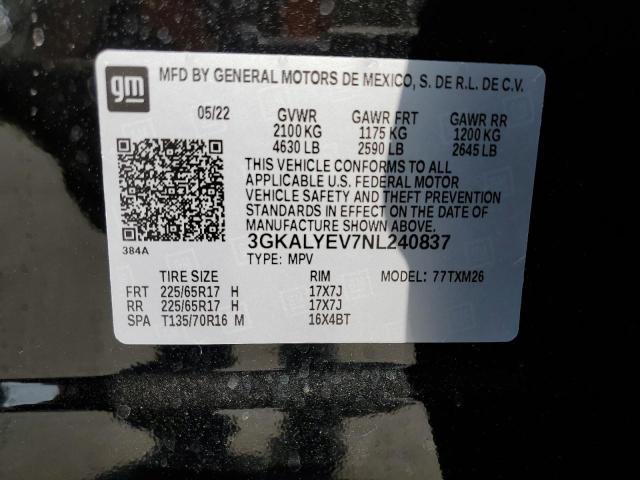 gm
MFD BY GENERAL MOTORS DE MEXICO, S. DE R.L. DE C.V.
05/22 GVWR GAWR FRT GAWR RR
2100 KG 1175 KG 1200 KG
4630 LB 2590 LB 2645 LB
THIS VEHICLE CONFORMS TO ALL
APPLICABLE U.S. FEDERAL MOTOR
VEHICLE SAFETY AND THEFT
PREVENTION STANDARDS IN
EFFECT ON THE DATE OF
MANUFACTURE SHOWN ABOVE.
3GKALYEV7NL240837
384A
TYPE: MPV
TIRE SIZE RIM MODEL: 77TXM26
FRT 225/65R17 H 17X7J
RR 225/65R17 H 17X7J
SPA T135/70R16 M 16X4BT